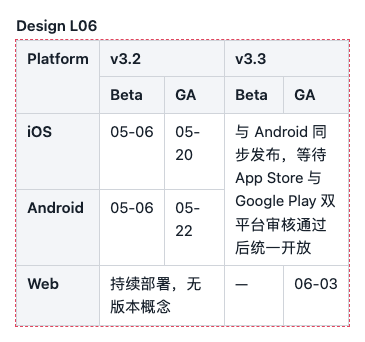 Design L06
Platform
v3.2
v3.3
Beta
GA
Beta
GA
iOS
05-06
05-
20
与 Android 同
步发布，等待
App Store 与
Google Play 双
平台审核通过
后统一开放
Android
05-06
05-
22
Web
持续部署，无
版本概念
—
06-03